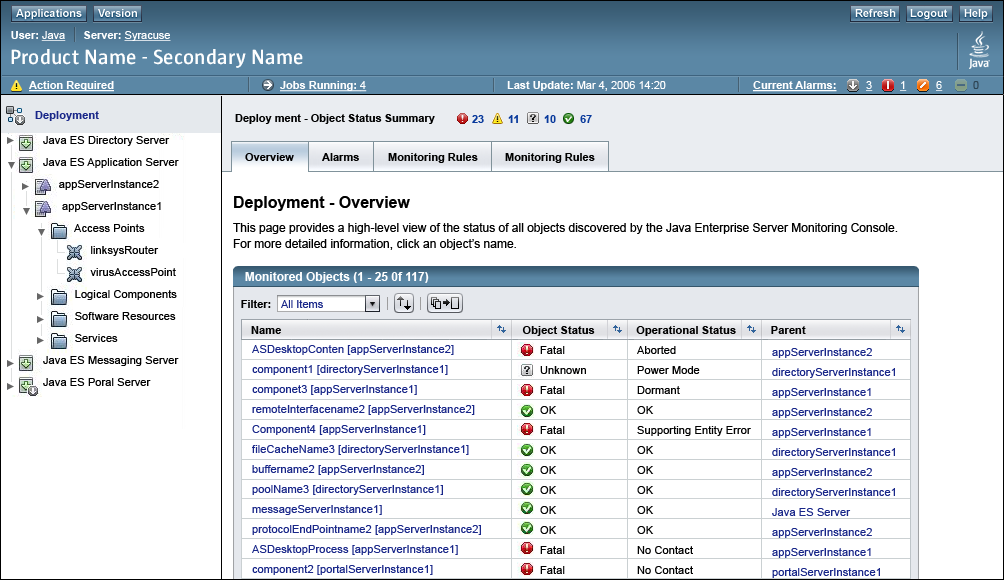 Applications Version Refresh Logout Help
User: Java Server: Syracuse
Product Name - Secondary Name
Java
Action Required Jobs Running: 4 Last Update: Mar 4, 2006 14:20 Current Alarms: 3 1 6 0
Deployment
Java ES Directory Server
Java ES Application Server
appServerInstance2
appServerInstance1
Access Points
linksysRouter
virusAccessPoint
Logical Components
Software Resources
Services
Java ES Messaging Server
Java ES Poral Server
Deploy ment - Object Status Summary 23 11 10 67
Overview Alarms Monitoring Rules Monitoring Rules
Deployment - Overview
This page provides a high-level view of the status of all objects discovered by the Java Enterprise Server Monitoring Console.
For more detailed information, click an object's name.
Monitored Objects (1 - 25 0f 117)
Filter: All Items
Name Object Status Operational Status Parent
ASDesktopConten [appServerInstance2] Fatal Aborted appServerInstance2
component1 [directoryServerInstance1] Unknown Power Mode directoryServerInstance1
componet3 [appServerInstance1] Fatal Dormant appServerInstance1
remoteInterfacename2 [appServerInstance2] OK OK appServerInstance2
Component4 [appServerInstance1] Fatal Supporting Entity Error appServerInstance1
fileCacheName3 [directoryServerInstance1] OK OK directoryServerInstance1
buffername2 [appServerInstance2] OK OK appServerInstance2
poolName3 [directoryServerInstance1] OK OK directoryServerInstance1
messageServerInstance1] OK OK Java ES Server
protocolEndPointname2 [appServerInstance2] OK OK appServerInstance2
ASDesktopProcess [appServerInstance1] Fatal No Contact appServerInstance1
component2 [portalServerInstance1] Fatal No Contact portalServerInstance1